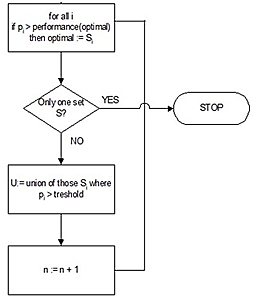 for all i
if pi > performance(optimal)
then optimal := Si
Only one set
S?
YES
STOP
NO
U:= union of those Si where
pi > treshold
n := n + 1